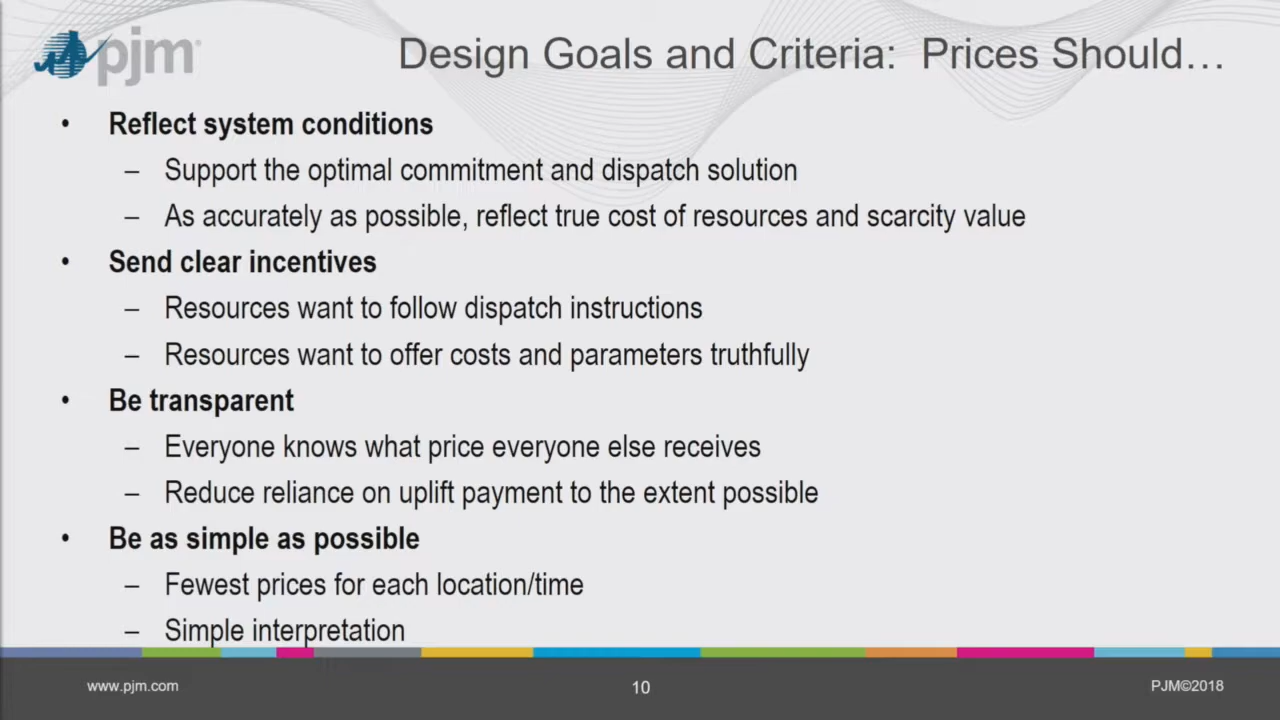 pjm
Design Goals and Criteria: Prices Should…
• Reflect system conditions
– Support the optimal commitment and dispatch solution
– As accurately as possible, reflect true cost of resources and scarcity value
• Send clear incentives
– Resources want to follow dispatch instructions
– Resources want to offer costs and parameters truthfully
• Be transparent
– Everyone knows what price everyone else receives
– Reduce reliance on uplift payment to the extent possible
• Be as simple as possible
– Fewest prices for each location/time
– Simple interpretation
www.pjm.com
10
PJM©2018